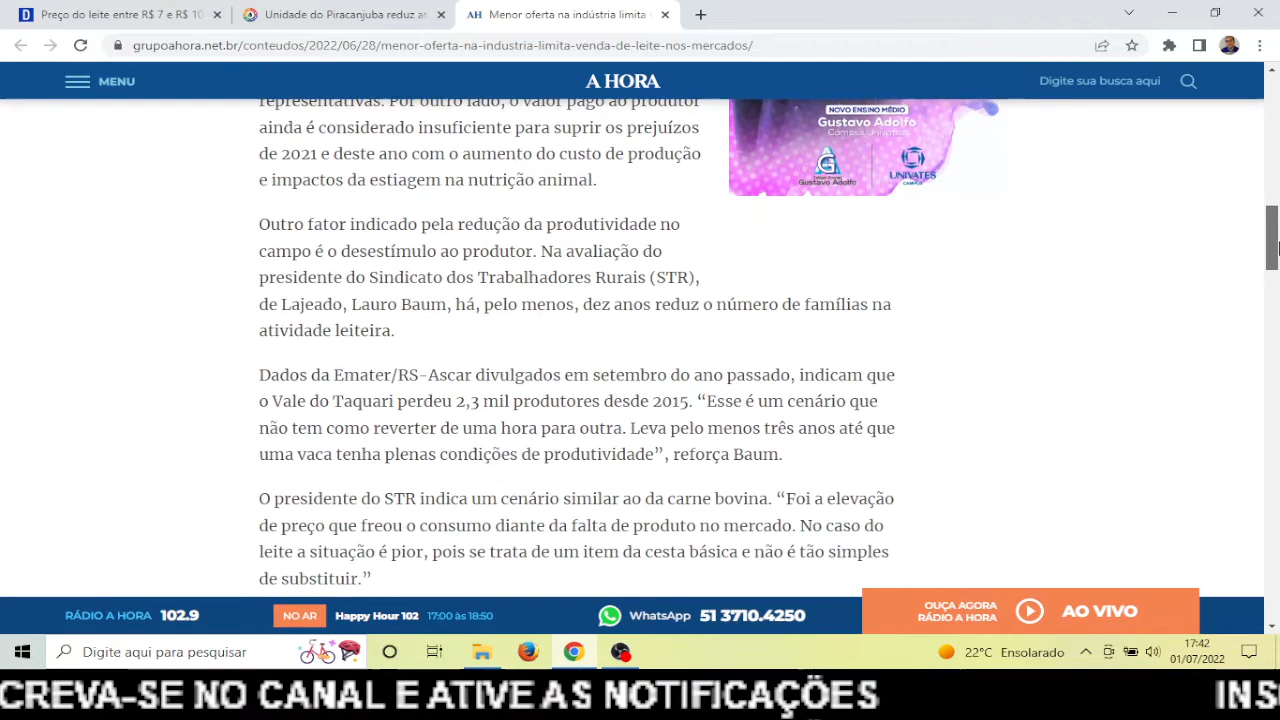 Preço do leite entre R$ 7 e R$ 10
Unidade do Piracanjuba reduz as
AH Menor oferta na indústria limita v
grupoahora.net.br/conteudos/2022/06/28/menor-oferta-na-industria-limita-venda-de-leite-nos-mercados/
MENU
A HORA
Digite sua busca aqui
representativas. Por outro lado, o valor pago ao produtor
ainda é considerado insuficiente para suprir os prejuízos
de 2021 e deste ano com o aumento do custo de produção
e impactos da estiagem na nutrição animal.
NOVO ENSINO MÉDIO
Gustavo Adolfo
Campus Univates
G
Gustavo Adolfo
UNIVATES
CAMPUS
Outro fator indicado pela redução da produtividade no
campo é o desestímulo ao produtor. Na avaliação do
presidente do Sindicato dos Trabalhadores Rurais (STR),
de Lajeado, Lauro Baum, há, pelo menos, dez anos reduz o número de famílias na
atividade leiteira.
Dados da Emater/RS-Ascar divulgados em setembro do ano passado, indicam que
o Vale do Taquari perdeu 2,3 mil produtores desde 2015. “Esse é um cenário que
não tem como reverter de uma hora para outra. Leva pelo menos três anos até que
uma vaca tenha plenas condições de produtividade”, reforça Baum.
O presidente do STR indica um cenário similar ao da carne bovina. “Foi a elevação
de preço que freou o consumo diante da falta de produto no mercado. No caso do
leite a situação é pior, pois se trata de um item da cesta básica e não é tão simples
de substituir.”
RÁDIO A HORA 102.9
NO AR Happy Hour 102 17:00 às 18:50
WhatsApp 51 3710.4250
OUÇA AGORA
RÁDIO A HORA
AO VIVO
Digite aqui para pesquisar
22°C Ensolarado
17:42
01/07/2022
CREVA-SE NO CANAL E ATIVE AS NOTIFICAÇÕES
INS